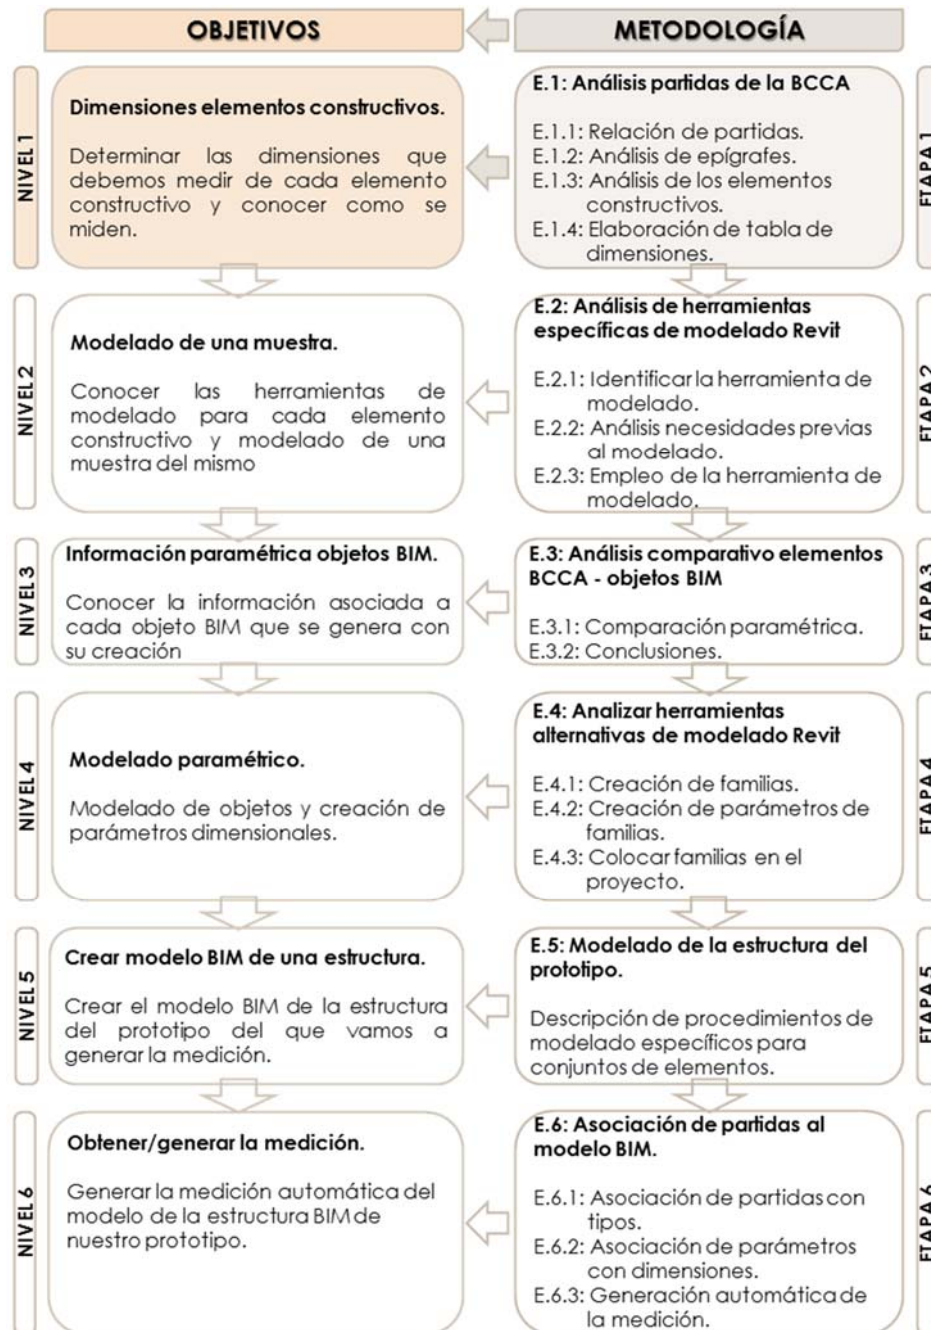 OBJETIVOS
METODOLOGÍA
NIVEL 1
Dimensiones elementos constructivos.
Determinar las dimensiones que
debemos medir de cada elemento
constructivo y conocer como se
miden.
E.1: Análisis partidas de la BCCA
E.1.1: Relación de partidas.
E.1.2: Análisis de epígrafes.
E.1.3: Análisis de los elementos
constructivos.
E.1.4: Elaboración de tabla de
dimensiones.
ETAPA 1
NIVEL 2
Modelado de una muestra.
Conocer las herramientas de
modelado para cada elemento
constructivo y modelado de una
muestra del mismo
E.2: Análisis de herramientas
específicas de modelado Revit
E.2.1: Identificar la herramienta de
modelado.
E.2.2: Análisis necesidades previas
al modelado.
E.2.3: Empleo de la herramienta de
modelado.
ETAPA 2
NIVEL 3
Información paramétrica objetos BIM.
Conocer la información asociada a
cada objeto BIM que se genera con
su creación
E.3: Análisis comparativo elementos
BCCA - objetos BIM
E.3.1: Comparación paramétrica.
E.3.2: Conclusiones.
ETAPA 3
NIVEL 4
Modelado paramétrico.
Modelado de objetos y creación de
parámetros dimensionales.
E.4: Analizar herramientas
alternativas de modelado Revit
E.4.1: Creación de familias.
E.4.2: Creación de parámetros de
familias.
E.4.3: Colocar familias en el
proyecto.
ETAPA 4
NIVEL 5
Crear modelo BIM de una estructura.
Crear el modelo BIM de la estructura
del prototipo del que vamos a
generar la medición.
E.5: Modelado de la estructura del
prototipo.
Descripción de procedimientos de
modelado específicos para
conjuntos de elementos.
ETAPA 5
NIVEL 6
Obtener/generar la medición.
Generar la medición automática del
modelo de la estructura BIM de
nuestro prototipo.
E.6: Asociación de partidas al
modelo BIM.
E.6.1: Asociación de partidas con
tipos.
E.6.2: Asociación de parámetros
con dimensiones.
E.6.3: Generación automática de
la medición.
ETAPA 6